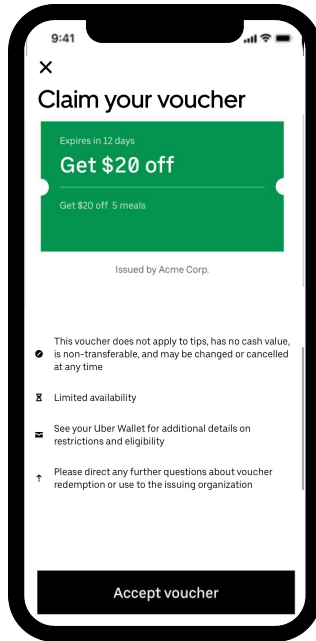 9:41
Claim your voucher
Expires in 12 days
Get $20 off
Get $20 off 5 meals
Issued by Acme Corp.
This voucher does not apply to tips, has no cash value,
is non-transferable, and may be changed or cancelled
at any time
Limited availability
See your Uber Wallet for additional details on
restrictions and eligibility
Please direct any further questions about voucher
redemption or use to the issuing organization
Accept voucher